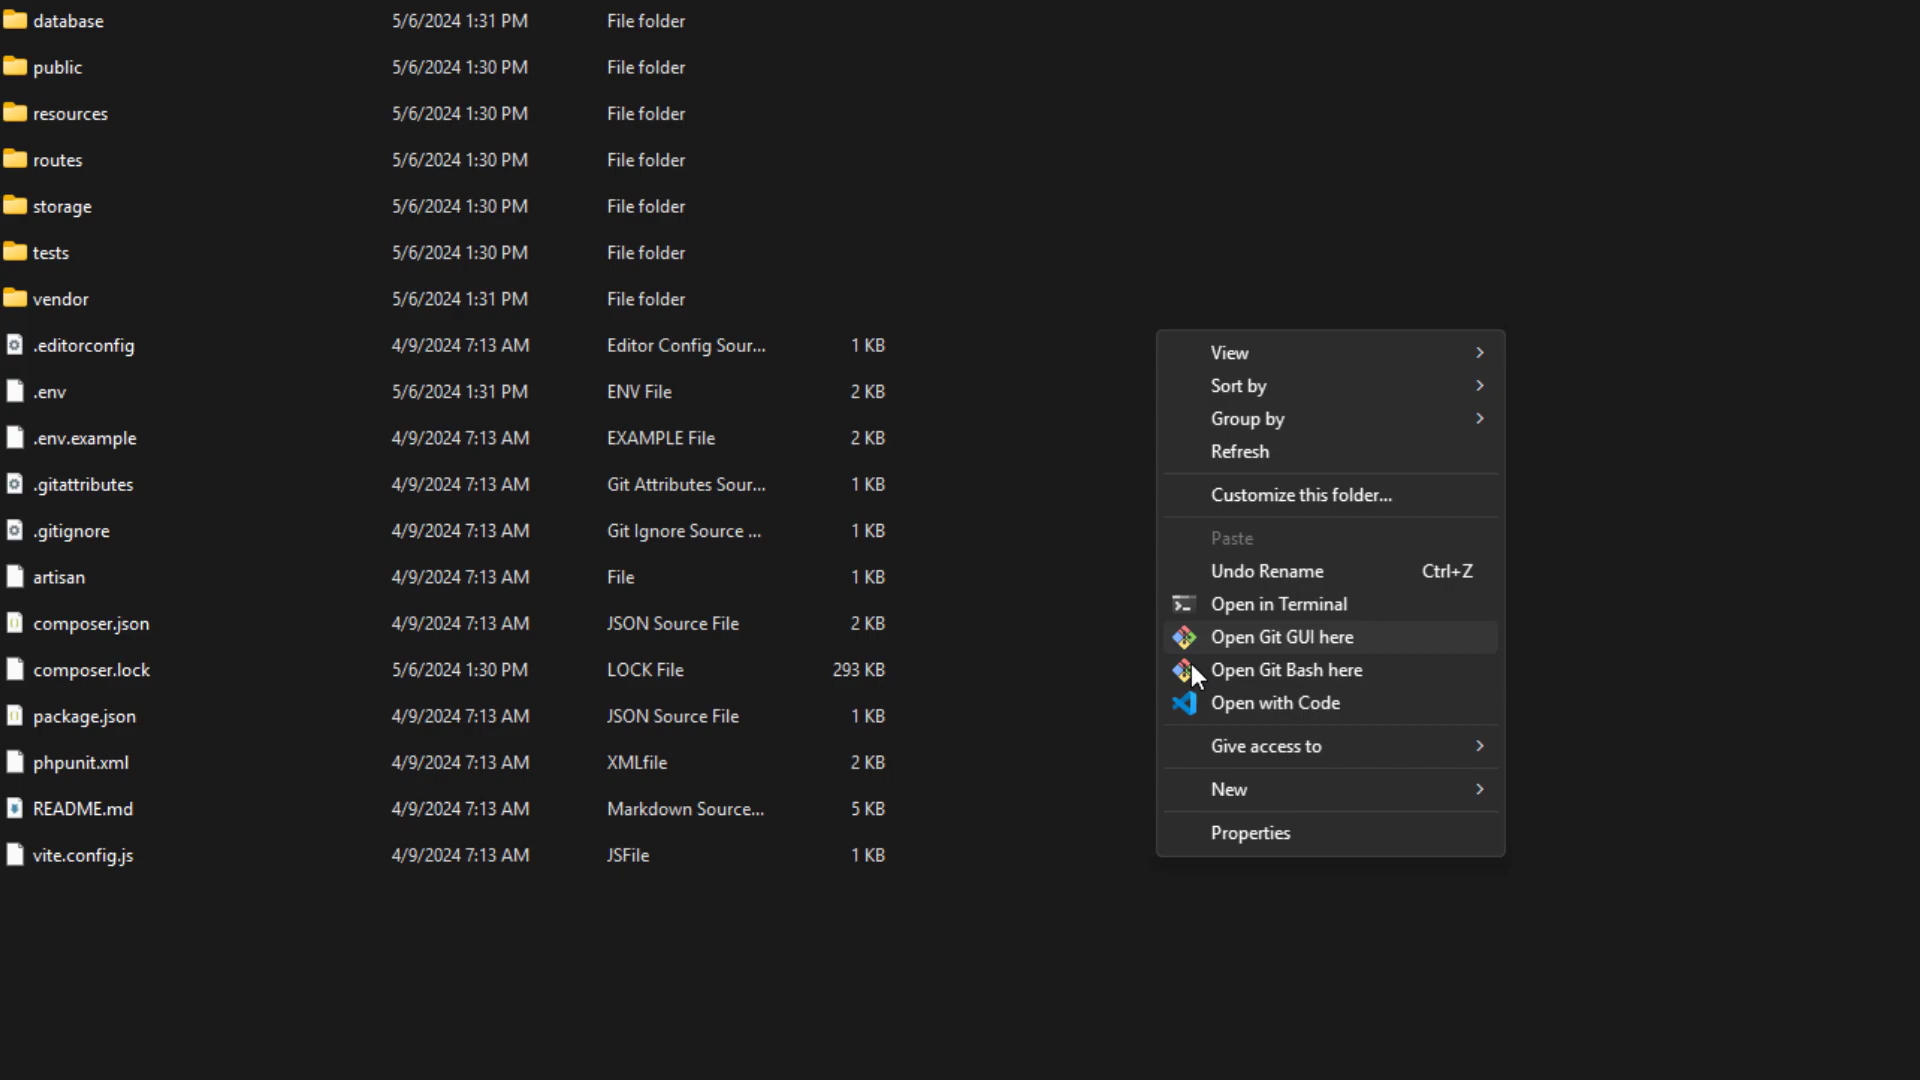 database 5/6/2024 1:31 PM File folder
public 5/6/2024 1:30 PM File folder
resources 5/6/2024 1:30 PM File folder
routes 5/6/2024 1:30 PM File folder
storage 5/6/2024 1:30 PM File folder
tests 5/6/2024 1:30 PM File folder
vendor 5/6/2024 1:31 PM File folder
.editorconfig 4/9/2024 7:13 AM Editor Config Sour... 1 KB
.env 5/6/2024 1:31 PM ENV File 2 KB
.env.example 4/9/2024 7:13 AM EXAMPLE File 2 KB
.gitattributes 4/9/2024 7:13 AM Git Attributes Sour... 1 KB
.gitignore 4/9/2024 7:13 AM Git Ignore Source ... 1 KB
artisan 4/9/2024 7:13 AM File 1 KB
composer.json 4/9/2024 7:13 AM JSON Source File 2 KB
composer.lock 5/6/2024 1:30 PM LOCK File 293 KB
package.json 4/9/2024 7:13 AM JSON Source File 1 KB
phpunit.xml 4/9/2024 7:13 AM XMLfile 2 KB
README.md 4/9/2024 7:13 AM Markdown Source... 5 KB
vite.config.js 4/9/2024 7:13 AM JSFile 1 KB
View
Sort by
Group by
Refresh
Customize this folder...
Paste
Undo Rename Ctrl+Z
Open in Terminal
Open Git GUI here
Open Git Bash here
Open with Code
Give access to
New
Properties